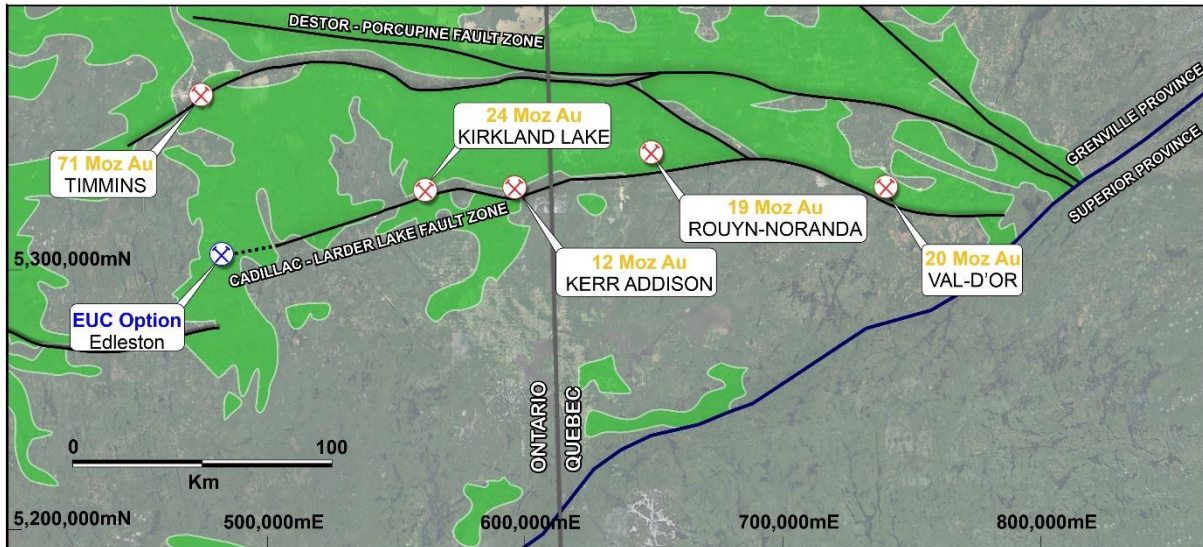 DESTOR - PORCUPINE FAULT ZONE
GRENVILLE PROVINCE
SUPERIOR PROVINCE
71 Moz Au
TIMMINS
24 Moz Au
KIRKLAND LAKE
19 Moz Au
ROUYN-NORANDA
12 Moz Au
KERR ADDISON
20 Moz Au
VAL-D'OR
CADILLAC - LARDER LAKE FAULT ZONE
5,300,000mN
EUC Option
Edleston
ONTARIO
QUEBEC
0 100
Km
5,200,000mN
500,000mE 600,000mE 700,000mE 800,000mE